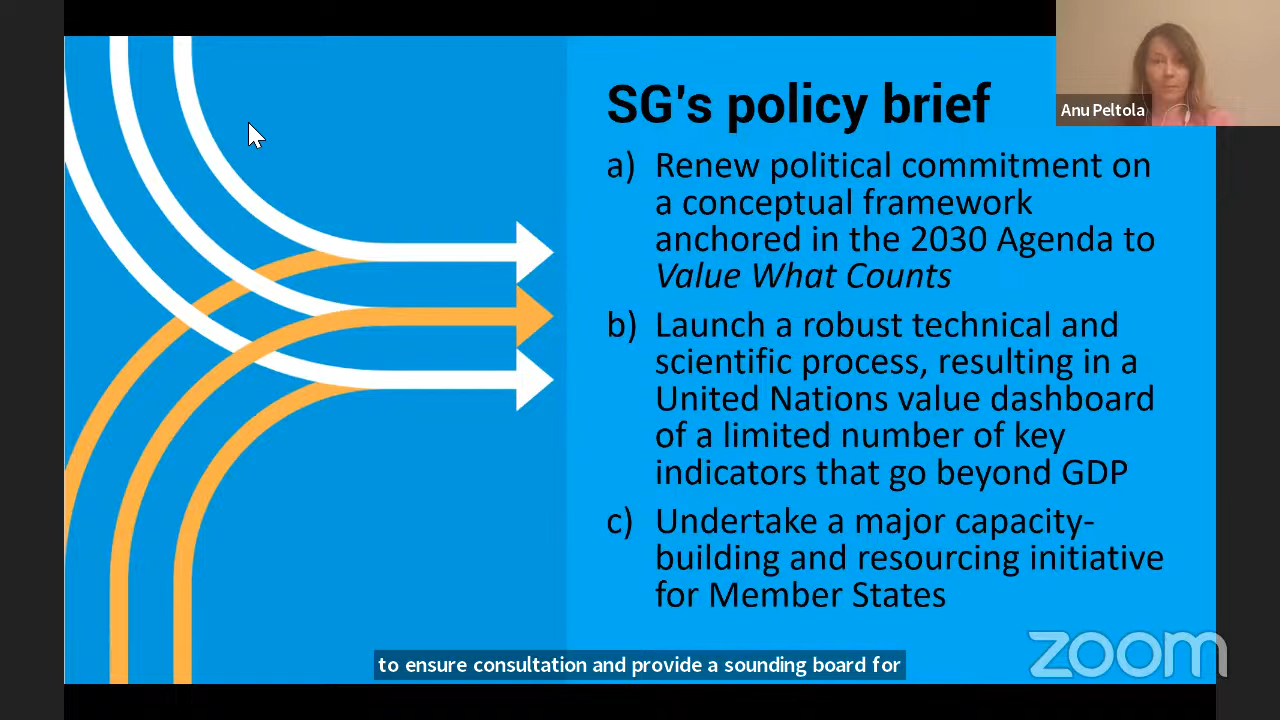 SG's policy brief
Anu Peltola
a) Renew political commitment on
a conceptual framework
anchored in the 2030 Agenda to
Value What Counts
b) Launch a robust technical and
scientific process, resulting in a
United Nations value dashboard
of a limited number of key
indicators that go beyond GDP
c) Undertake a major capacity-
building and resourcing initiative
for Member States
zoom
to ensure consultation and provide a sounding board for